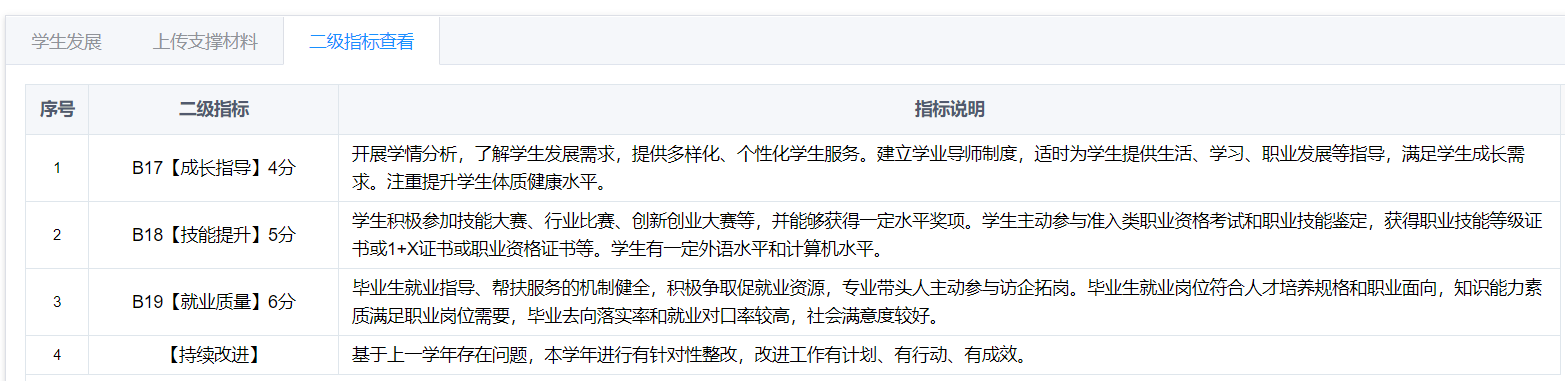 学生发展 上传支撑材料 二级指标查看
序号 二级指标 指标说明
1 B17【成长指导】4分 开展学情分析，了解学生发展需求，提供多样化、个性化学生服务。建立学业导师制度，适时为学生提供生活、学习、职业发展等指导，满足学生成长需
求。注重提升学生体质健康水平。
2 B18【技能提升】5分 学生积极参加技能大赛、行业比赛、创新创业大赛等，并能够获得一定水平奖项。学生主动参与准入类职业资格考试和职业技能鉴定，获得职业技能等级证
书或1+X证书或职业资格证书等。学生有一定外语水平和计算机水平。
3 B19【就业质量】6分 毕业生就业指导、帮扶服务的机制健全，积极争取促就业资源，专业带头人主动参与访企拓岗。毕业生就业岗位符合人才培养规格和职业面向，知识能力素
质满足职业岗位需要，毕业去向落实率和就业对口率较高，社会满意度较好。
4 【持续改进】 基于上一学年存在问题，本学年进行有针对性整改，改进工作有计划、有行动、有成效。